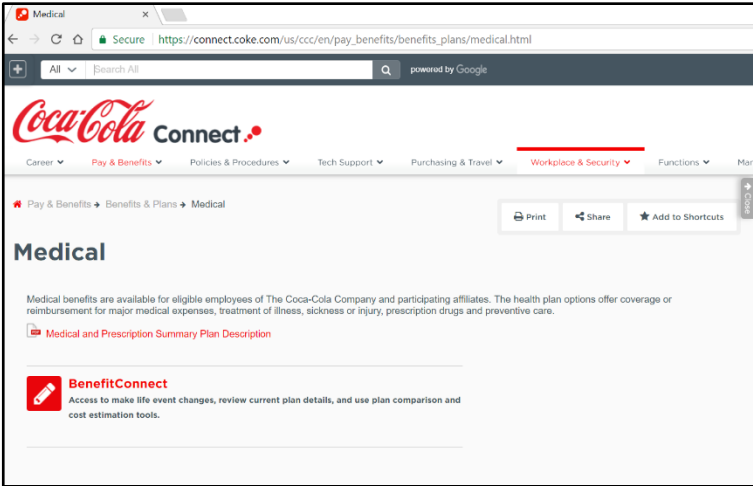 Medical
Secure https://connect.coke.com/us/ccc/en/pay_benefits/benefits_plans/medical.html
All Search All powered by Google
Coca-Cola Connect
Career Pay & Benefits Policies & Procedures Tech Support Purchasing & Travel Workplace & Security Functions Mar
Close
Pay & Benefits Benefits & Plans Medical
Print Share Add to Shortcuts
Medical
Medical benefits are available for eligible employees of The Coca-Cola Company and participating affiliates. The health plan options offer coverage or
reimbursement for major medical expenses, treatment of illness, sickness or injury, prescription drugs and preventive care.
Medical and Prescription Summary Plan Description
BenefitConnect
Access to make life event changes, review current plan details, and use plan comparison and
cost estimation tools.